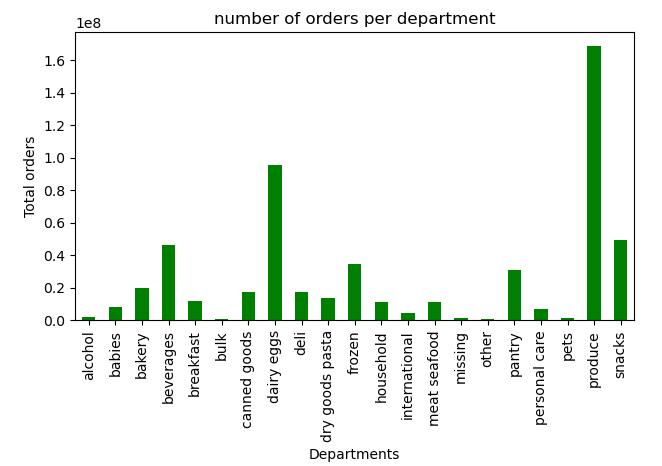 number of orders per department
1e8
1.6
1.4
1.2
1.0
0.8
0.6
0.4
0.2
0.0
Total orders
alcohol
babies
bakery
beverages
breakfast
bulk
canned goods
dairy eggs
deli
dry goods pasta
frozen
household
international
meat seafood
missing
other
pantry
personal care
pets
produce
snacks
Departments